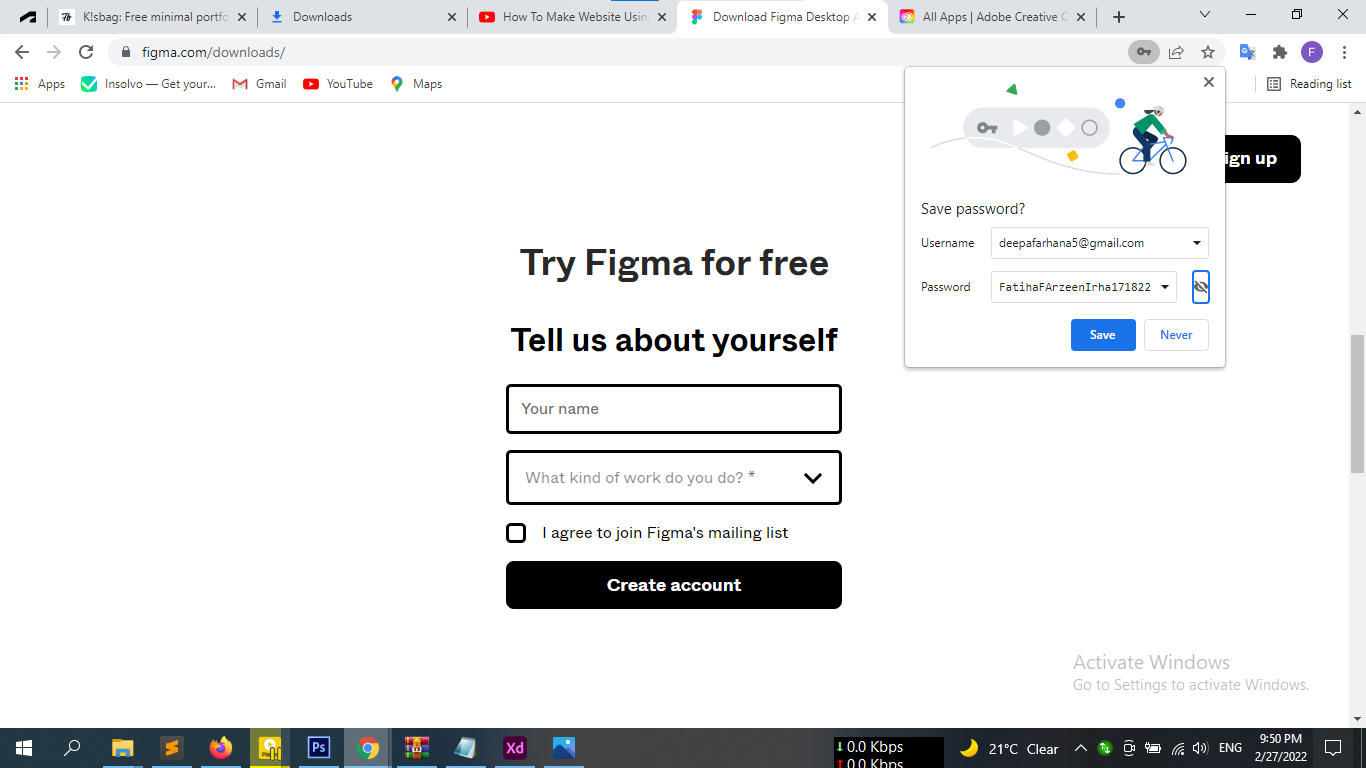 K!sbag: Free minimal portfo
Downloads
How To Make Website Usin
Download Figma Desktop A
All Apps | Adobe Creative C
figma.com/downloads/
F
Apps
Insolvo — Get your...
Gmail
YouTube
Maps
Reading list
ign up
Save password?
Username
deepafarhana5@gmail.com
Password
FatihaFArzeenIrha171822
Save
Never
Try Figma for free
Tell us about yourself
Your name
What kind of work do you do? *
I agree to join Figma's mailing list
Create account
Activate Windows
Go to Settings to activate Windows.
Ps
Xd
0.0 Kbps
0.0 Kbps
21°C Clear
ENG
9:50 PM
2/27/2022